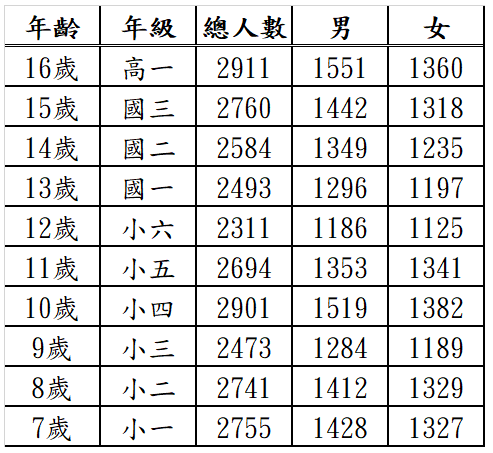 年齡 年級 總人數 男 女
16歲 高一 2911 1551 1360
15歲 國三 2760 1442 1318
14歲 國二 2584 1349 1235
13歲 國一 2493 1296 1197
12歲 小六 2311 1186 1125
11歲 小五 2694 1353 1341
10歲 小四 2901 1519 1382
9歲 小三 2473 1284 1189
8歲 小二 2741 1412 1329
7歲 小一 2755 1428 1327